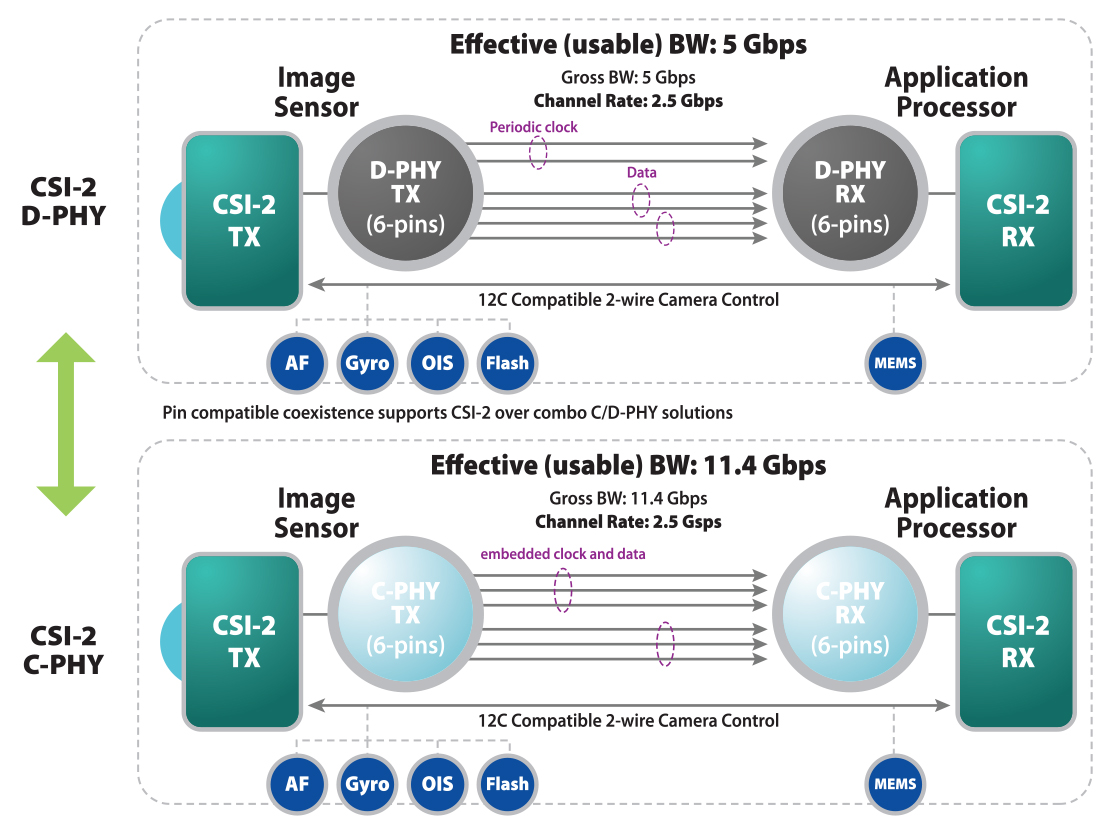 Effective (usable) BW: 5 Gbps
Gross BW: 5 Gbps
Channel Rate: 2.5 Gbps
Image
Sensor
Application
Processor
CSI-2
D-PHY
CSI-2
TX
D-PHY
TX
(6-pins)
Periodic clock
Data
D-PHY
RX
(6-pins)
CSI-2
RX
12C Compatible 2-wire Camera Control
AF
Gyro
OIS
Flash
MEMS
Pin compatible coexistence supports CSI-2 over combo C/D-PHY solutions
Effective (usable) BW: 11.4 Gbps
Gross BW: 11.4 Gbps
Channel Rate: 2.5 Gsps
Image
Sensor
Application
Processor
CSI-2
C-PHY
CSI-2
TX
C-PHY
TX
(6-pins)
embedded clock and data
C-PHY
RX
(6-pins)
CSI-2
RX
12C Compatible 2-wire Camera Control
AF
Gyro
OIS
Flash
MEMS